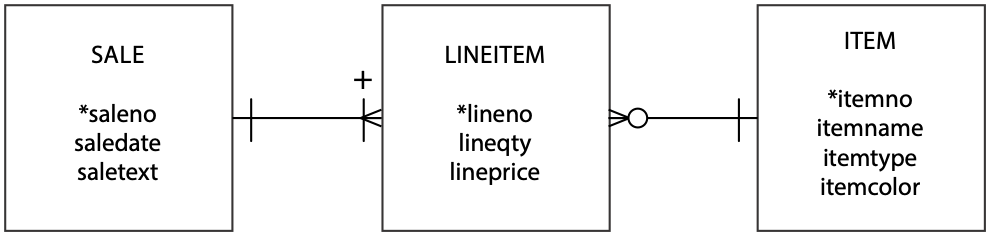 SALE
*saleno
saledate
saletext
+
LINEITEM
*lineno
lineqty
lineprice
ITEM
*itemno
itemname
itemtype
itemcolor